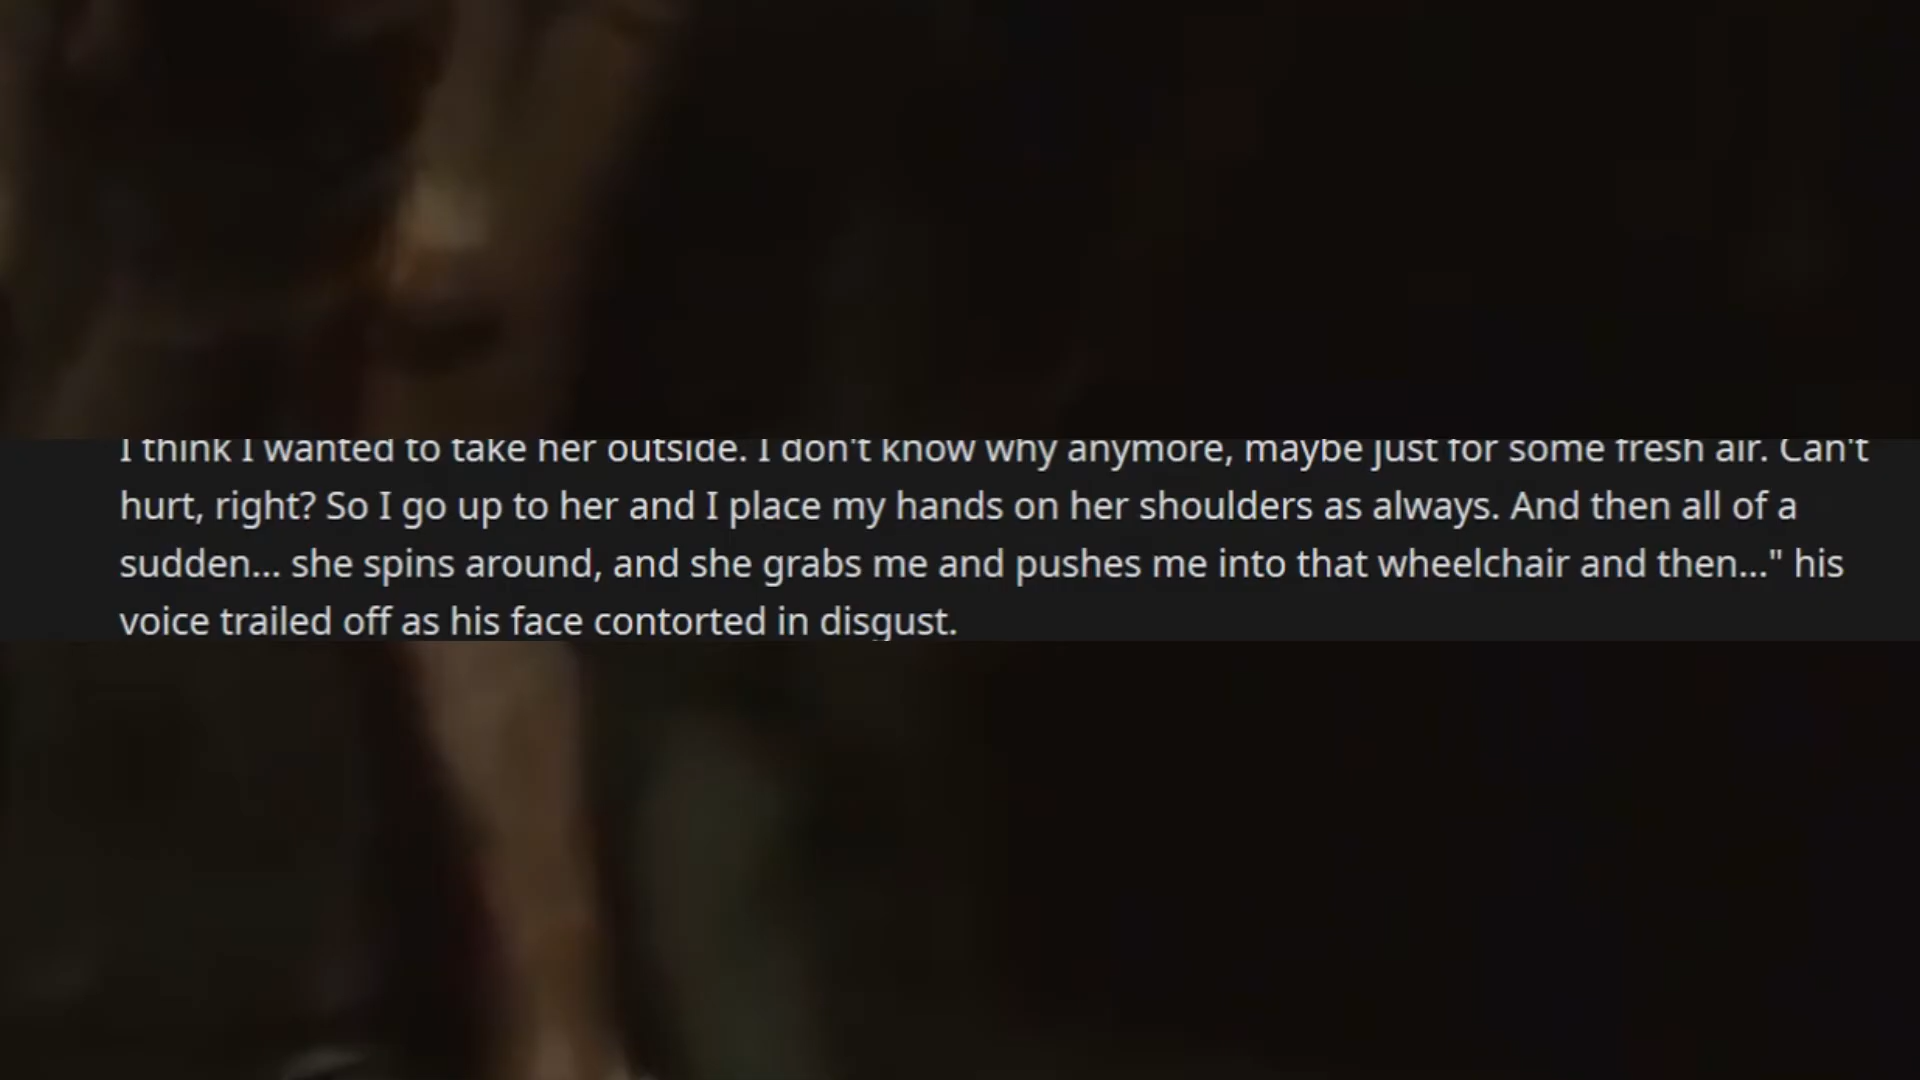 I think I wanted to take her outside. I don't know why anymore, maybe just for some fresh air. Can't
hurt, right? So I go up to her and I place my hands on her shoulders as always. And then all of a
sudden... she spins around, and she grabs me and pushes me into that wheelchair and then..." his
voice trailed off as his face contorted in disgust.